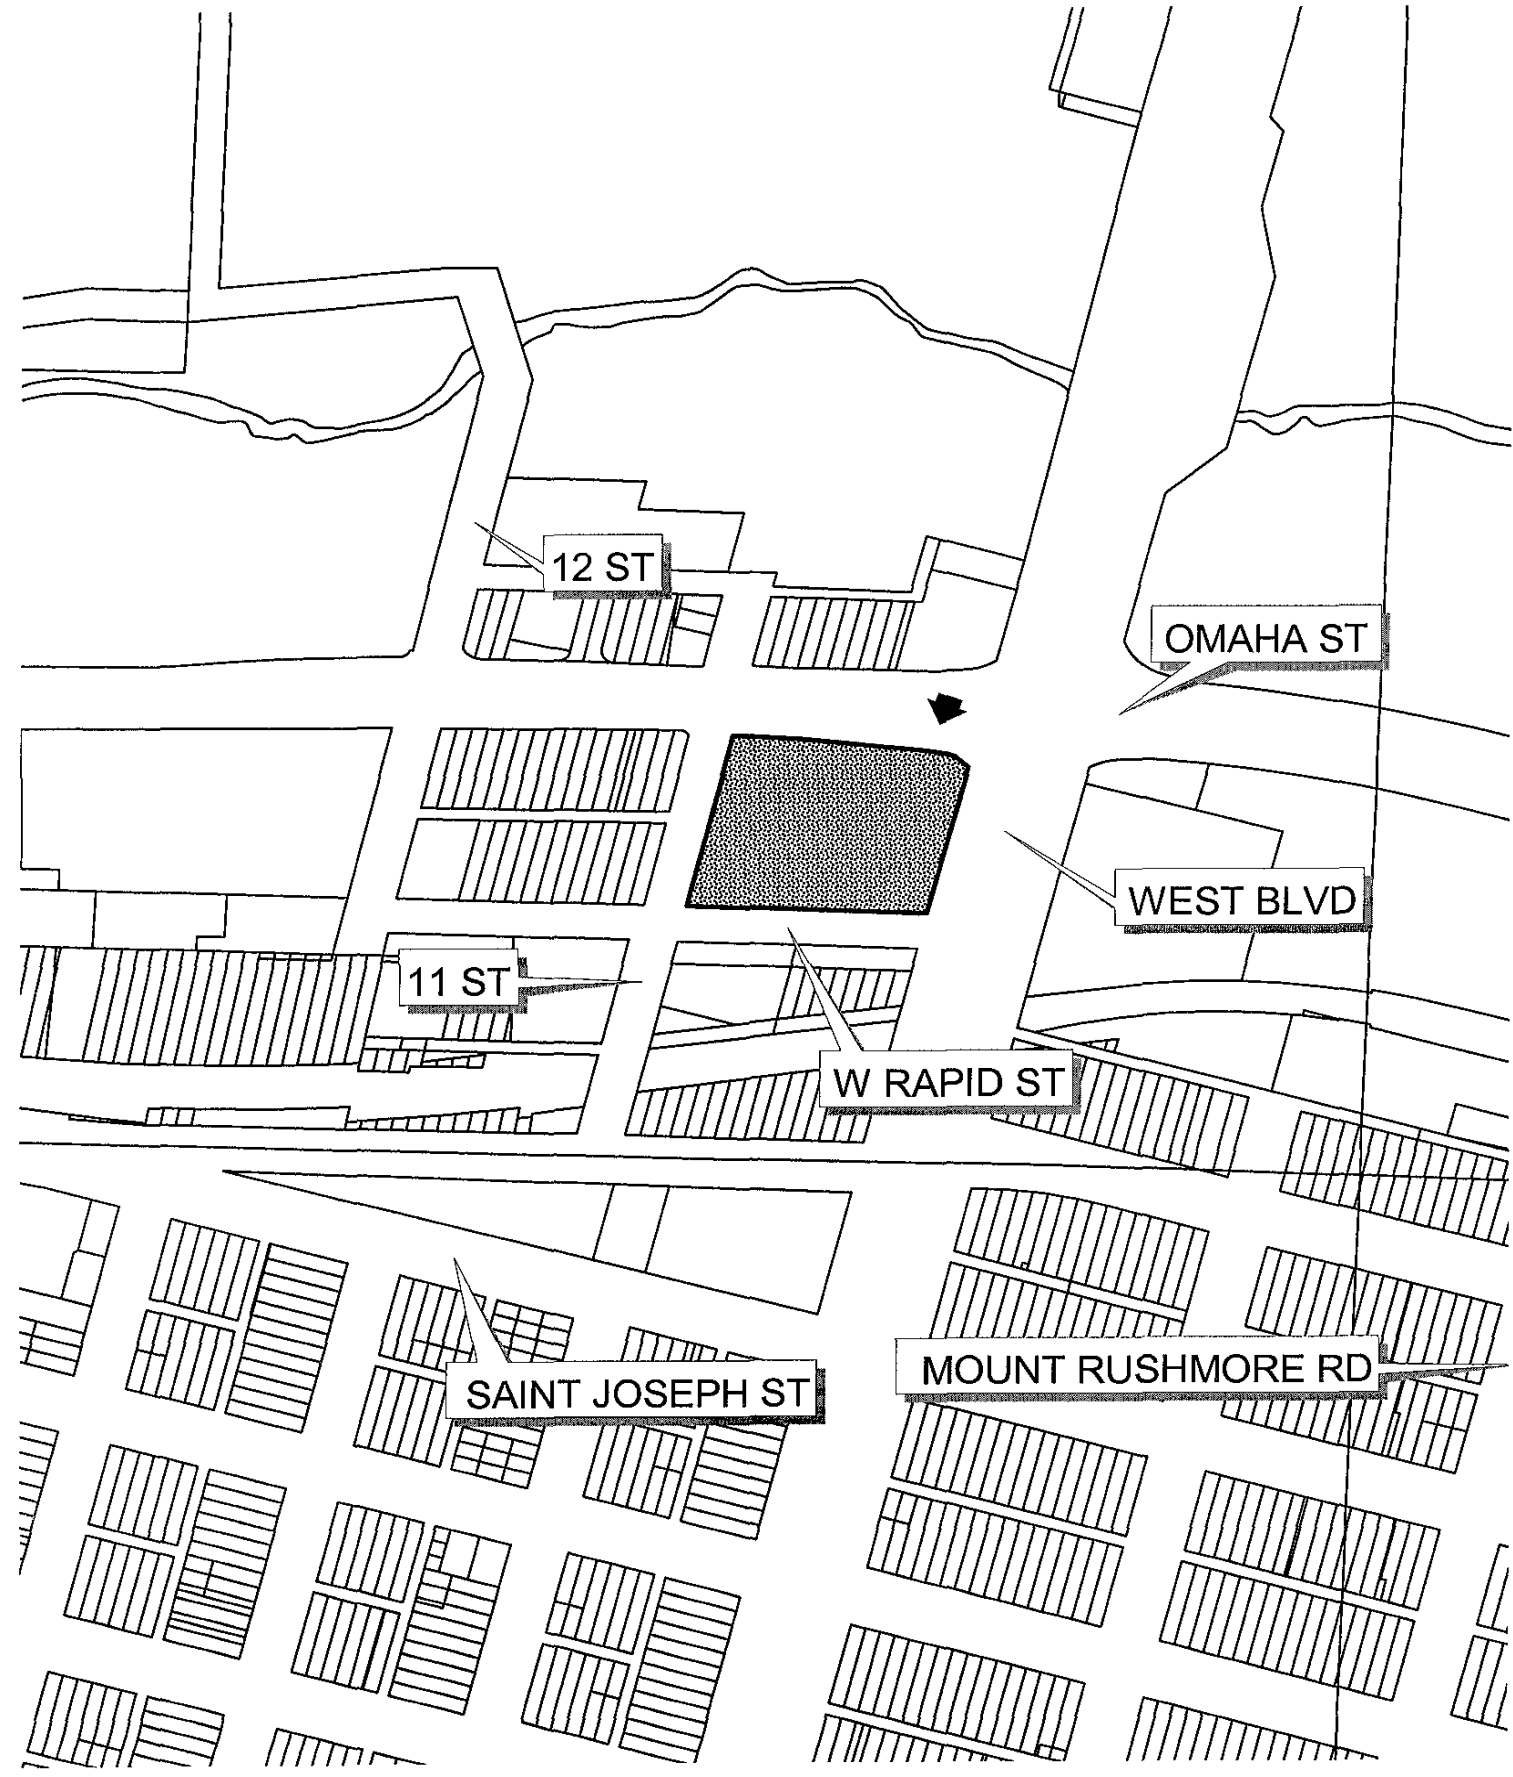 12 ST
OMAHA ST
WEST BLVD
11 ST
W RAPID ST
MOUNT RUSHMORE RD
SAINT JOSEPH ST